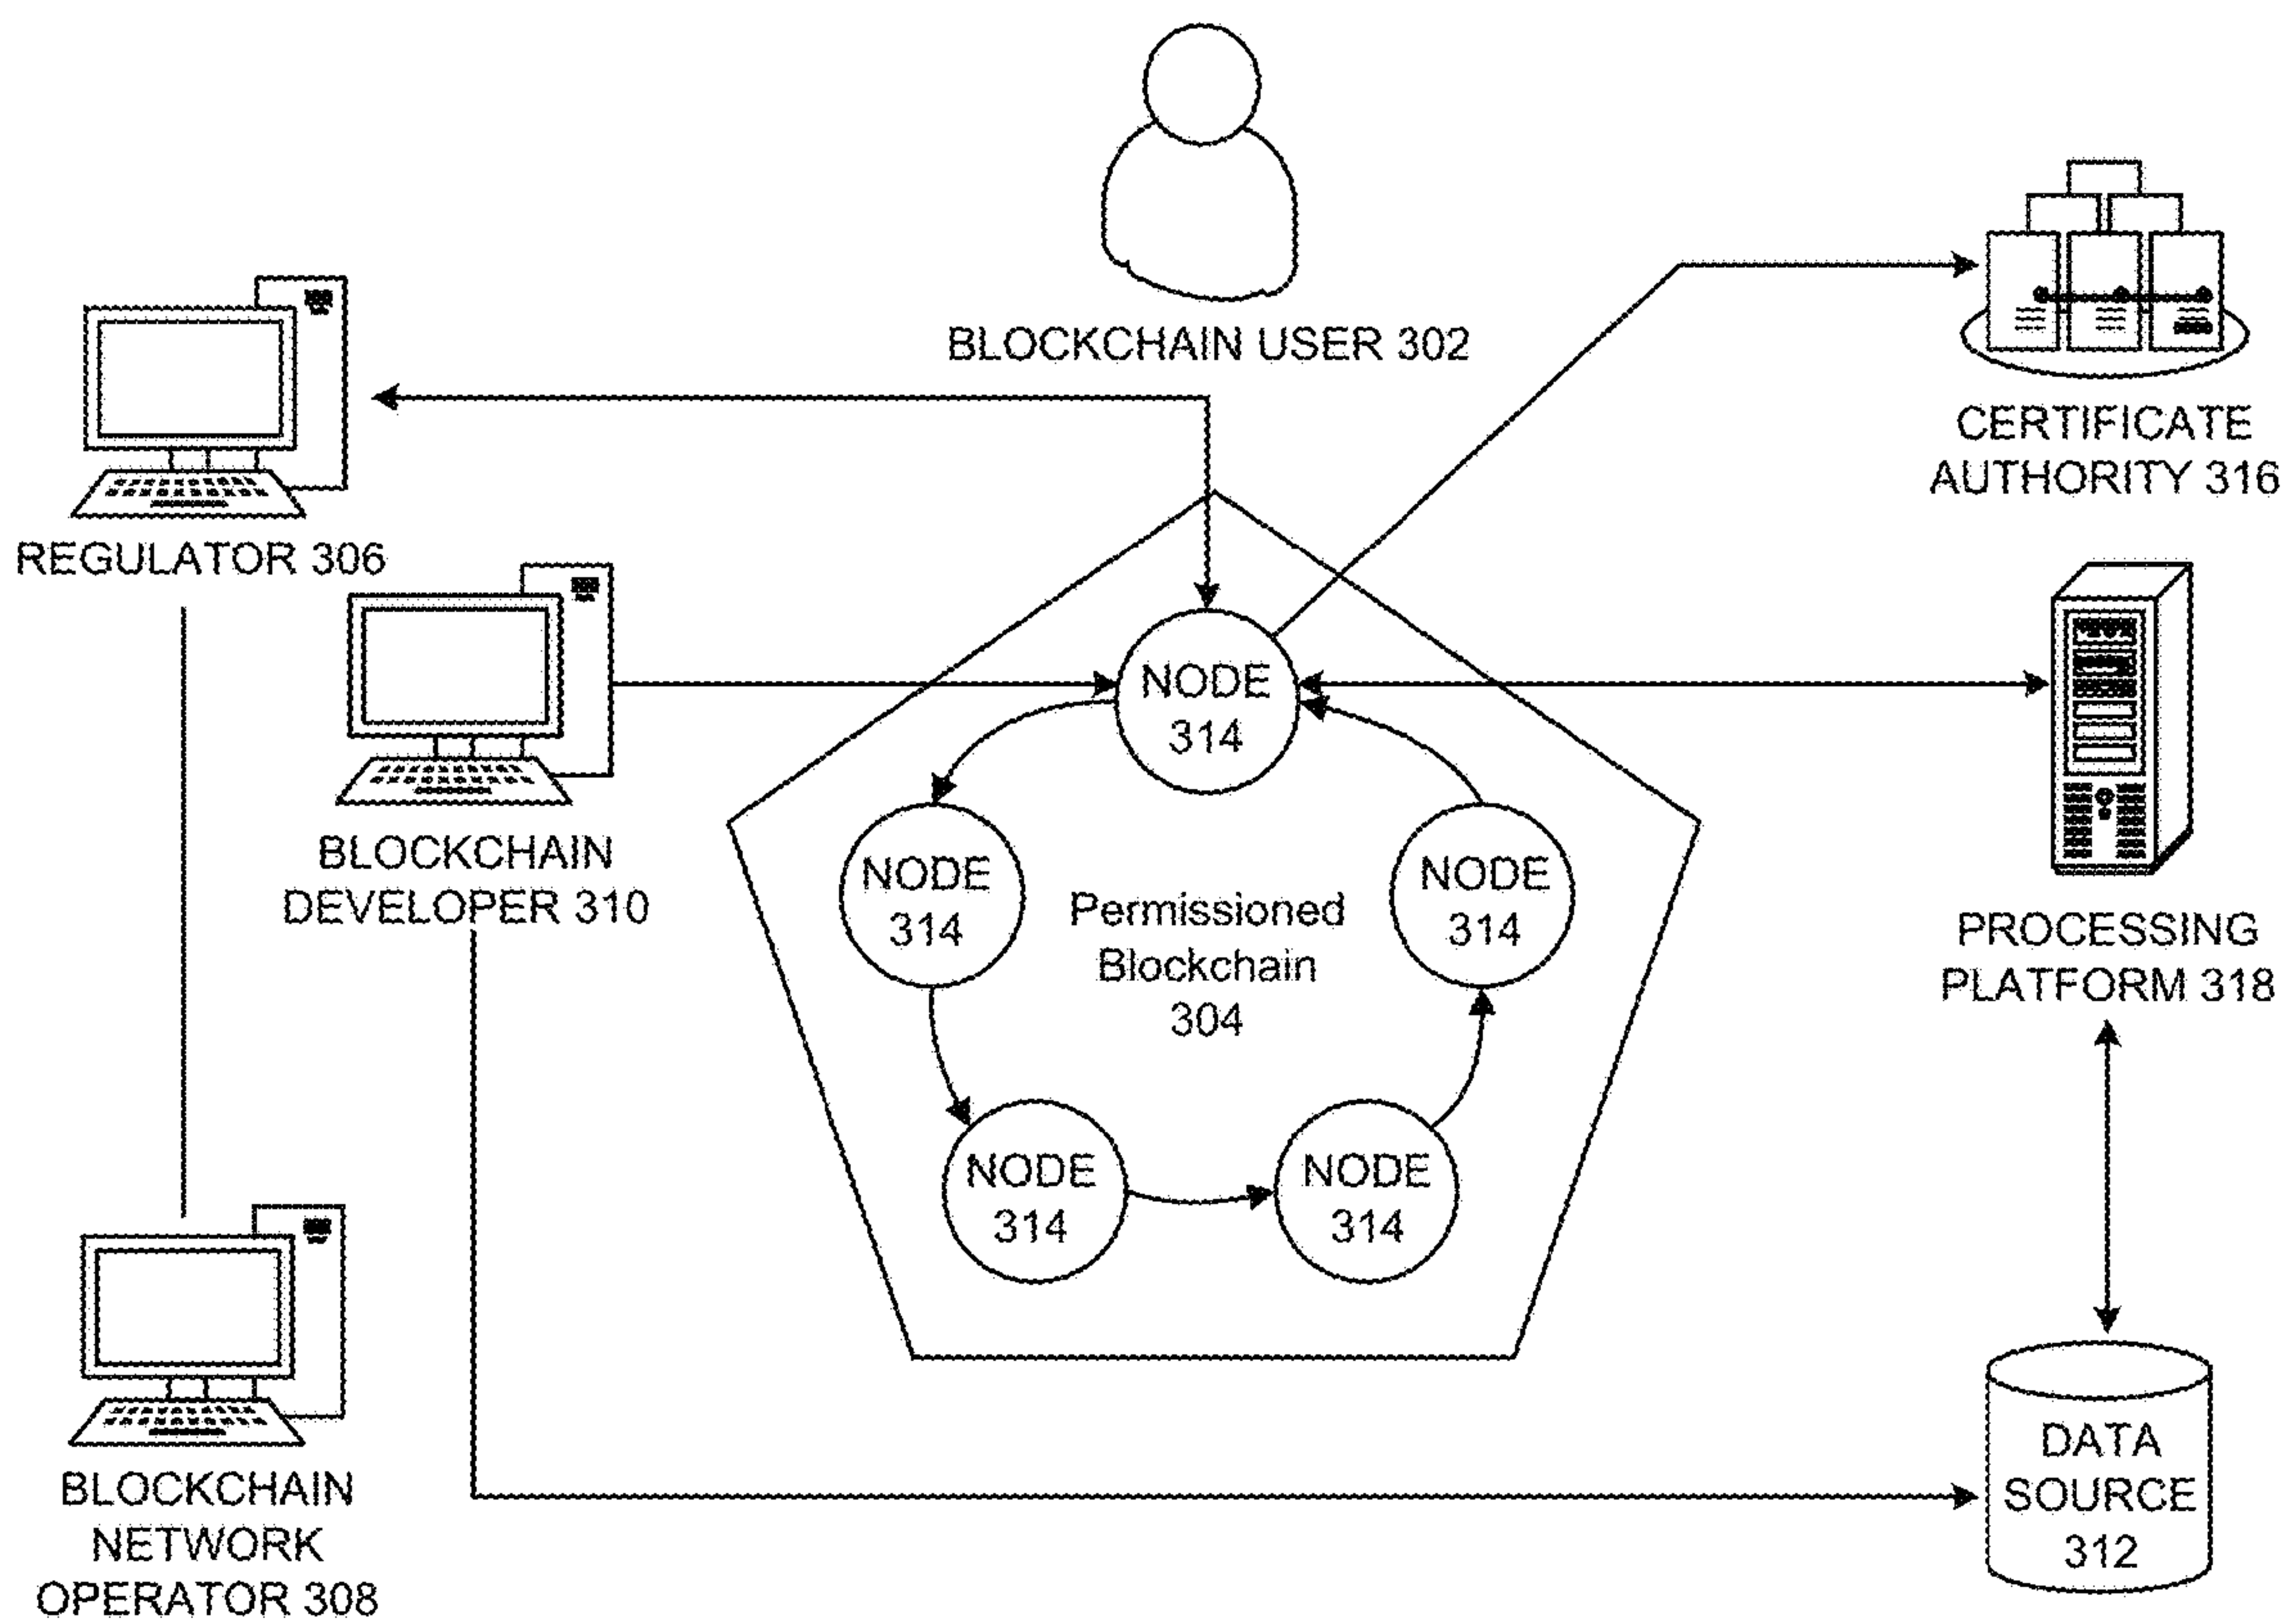 BLOCKCHAIN USER 302
CERTIFICATE
AUTHORITY 316
REGULATOR 306
BLOCKCHAIN
DEVELOPER 310
NODE
314
NODE
314
NODE
314
Permissioned
Blockchain
304
NODE
314
NODE
314
PROCESSING
PLATFORM 318
BLOCKCHAIN
NETWORK
OPERATOR 308
DATA
SOURCE
312